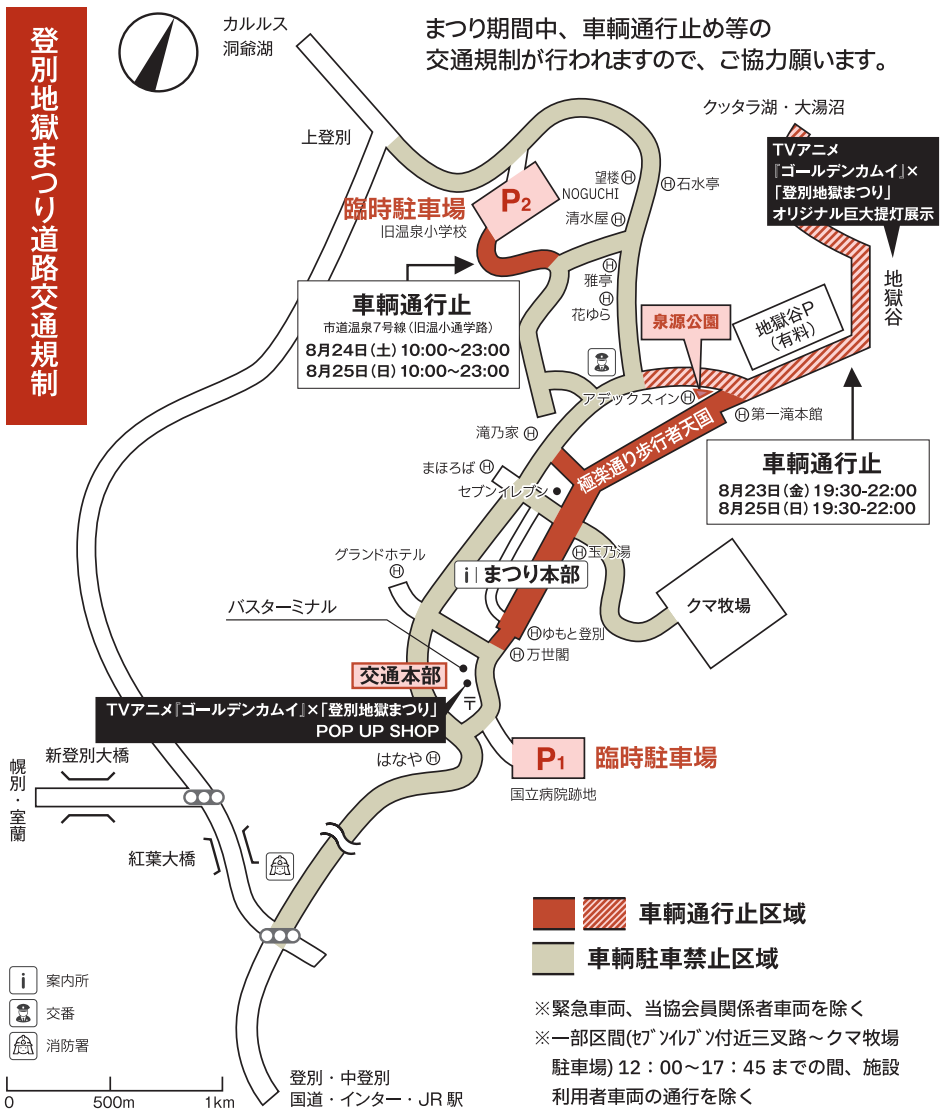 登別地獄まつり道路交通規制
カルルス
洞爺湖
まつり期間中、車輌通行止め等の
交通規制が行われますので、ご協力願います。
クッタラ湖・大湯沼
上登別
TVアニメ
『ゴールデンカムイ』×
「登別地獄まつり」
オリジナル巨大提灯展示
望楼Ⓗ
NOGUCHI
Ⓗ石水亭
P2
臨時駐車場
旧温泉小学校
清水屋Ⓗ
Ⓗ
雅亭
Ⓗ
花ゆら
地獄谷
車輌通行止
市道温泉7号線(旧温小通学路)
8月24日(土) 10:00〜23:00
8月25日(日) 10:00〜23:00
泉源公園
地獄谷P
(有料)
アデックスインⒽ
Ⓗ第一滝本館
滝乃家Ⓗ
極楽通り歩行者天国
車輌通行止
8月23日(金) 19:30-22:00
8月25日(日) 19:30-22:00
まほろばⒽ
セブンイレブン
Ⓗ玉乃湯
グランドホテル
Ⓗ
i まつり本部
クマ牧場
バスターミナル
Ⓗゆもと登別
Ⓗ万世閣
交通本部
〒
TVアニメ『ゴールデンカムイ』×「登別地獄まつり」
POP UP SHOP
はなやⒽ
P1
臨時駐車場
国立病院跡地
新登別大橋
幌別・室蘭
紅葉大橋
車輌通行止区域
車輌駐車禁止区域
i 案内所
交番
消防署
※緊急車両、当協会員関係者車両を除く
※一部区間(ｾﾌﾞﾝｲﾚﾌﾞﾝ付近三叉路〜クマ牧場
駐車場) 12：00〜17：45 までの間、施設
利用者車両の通行を除く
登別・中登別
国道・インター・JR駅
0 500m 1km